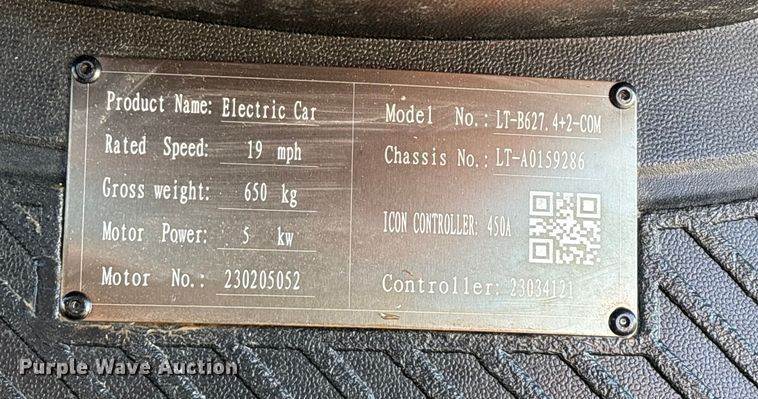 Product Name: Electric Car
Rated Speed: 19 mph
Gross weight: 650 kg
Motor Power: 5 kw
Motor No.: 230205052
Model No.: LT-B627.4+2-COM
Chassis No.: LT-A0159286
ICON CONTROLLER: 450A
Controller: 23034121
Purple Wave Auction